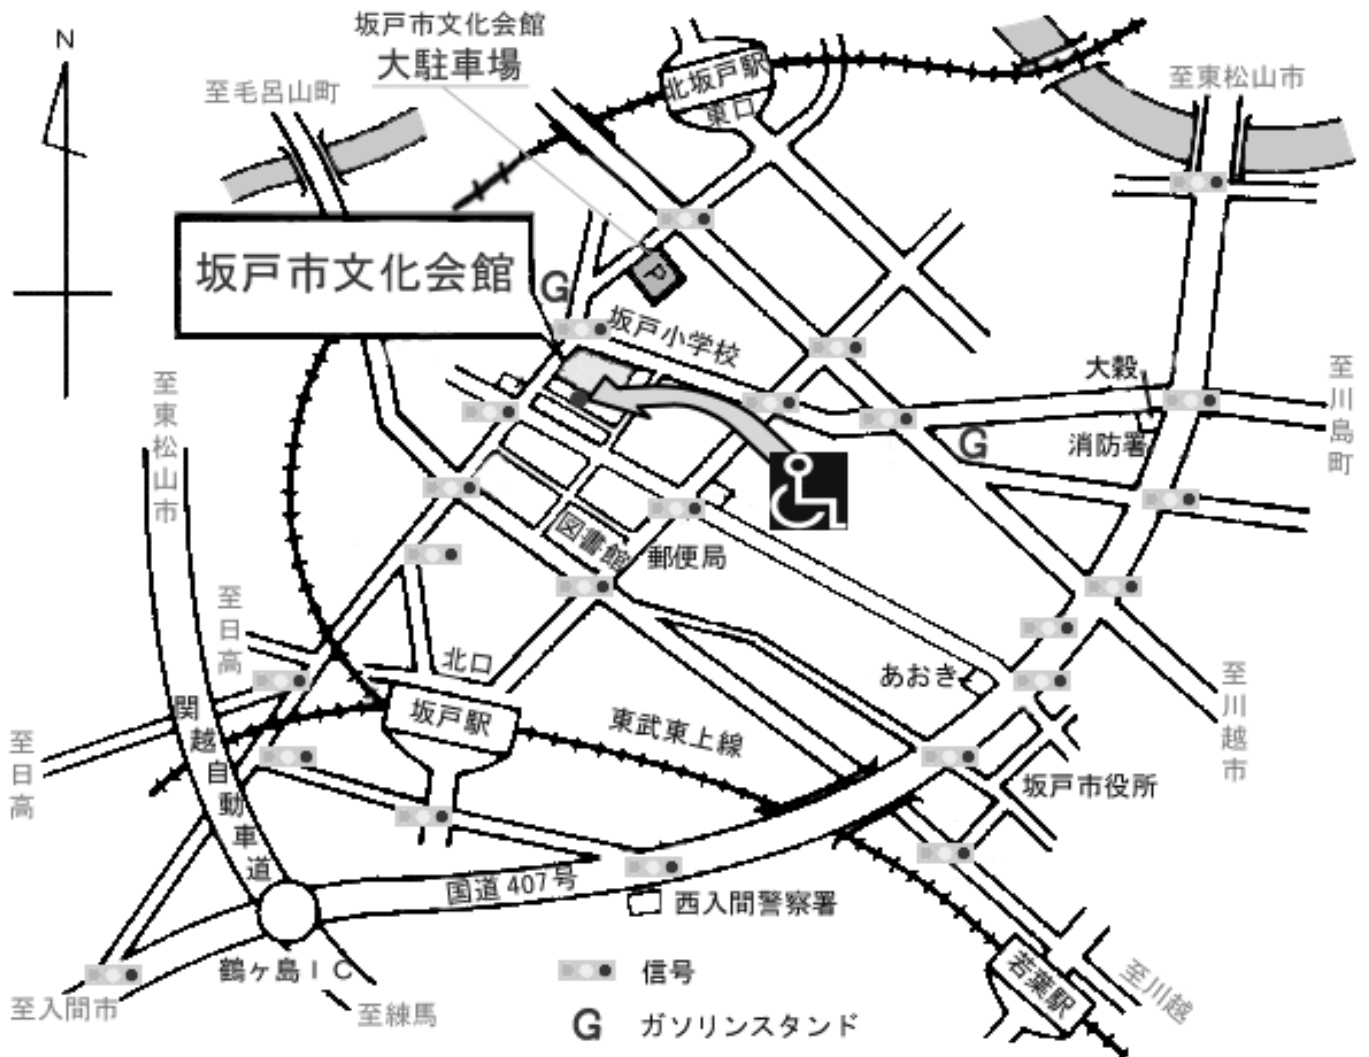 N
坂戸市文化会館
大駐車場
北坂戸駅
東口
至東松山市
至毛呂山町
坂戸市文化会館
G
P
坂戸小学校
大穀
至川島町
消防署
G
至東松山市
図書館
郵便局
至日高
北口
あおき
至川越市
坂戸駅
東武東上線
関越自動車道
至日高
坂戸市役所
国道407号
西入間警察署
鶴ヶ島IC
至入間市
至練馬
信号
G ガソリンスタンド
若葉駅
至川越